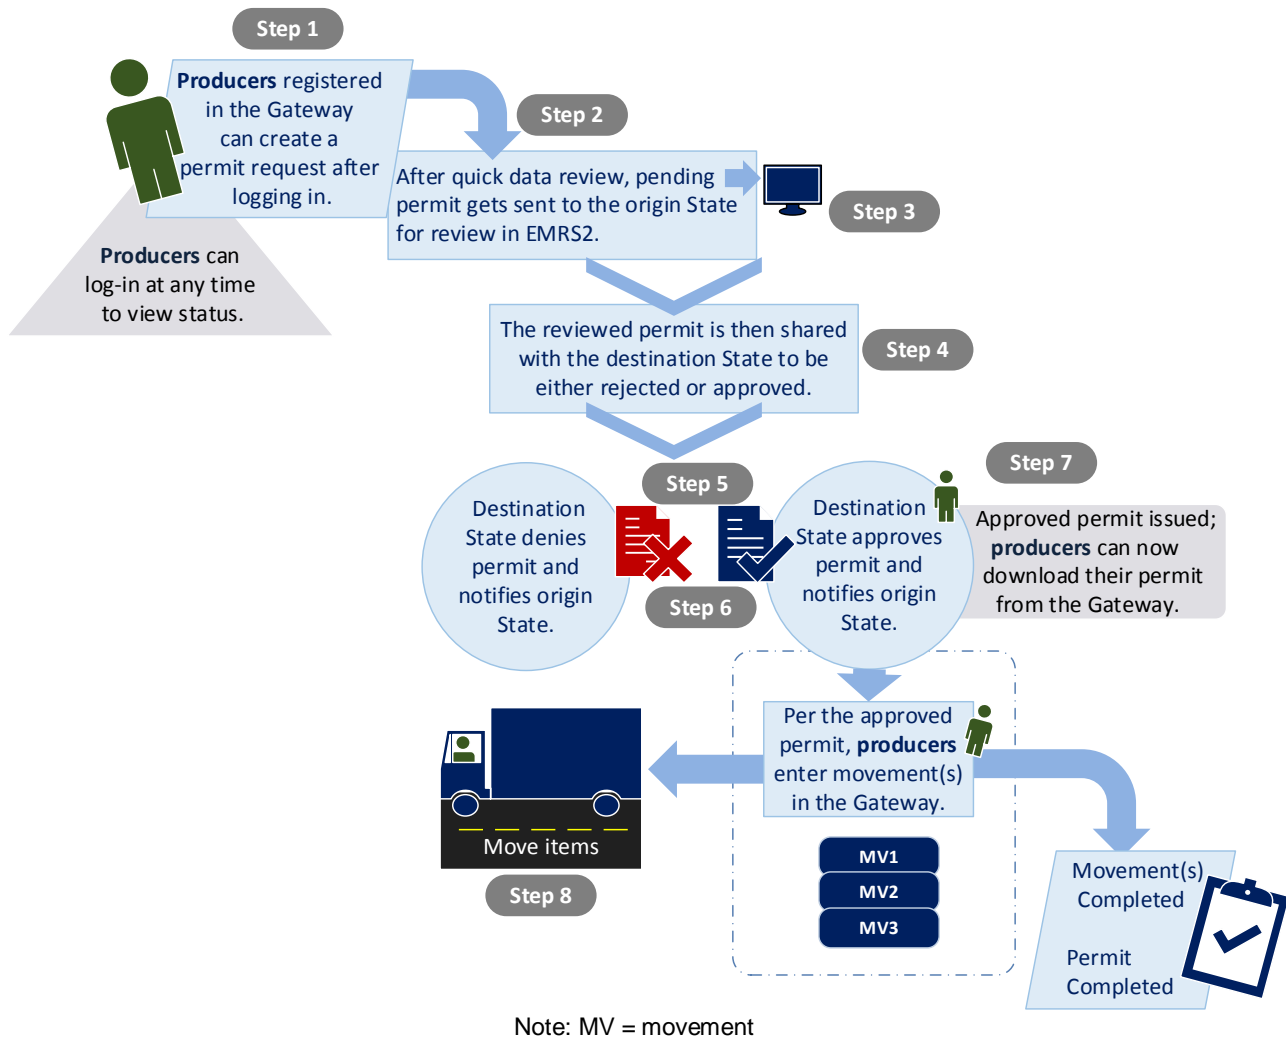 Step 1
Producers registered
in the Gateway
can create a
permit request after
logging in.
Producers can
log-in at any time
to view status.
Step 2
After quick data review, pending
permit gets sent to the origin State
for review in EMRS2.
Step 3
The reviewed permit is then shared
with the destination State to be
either rejected or approved.
Step 4
Step 5
Destination
State denies
permit and
notifies origin
State.
Step 6
Destination
State approves
permit and
notifies origin
State.
Step 7
Approved permit issued;
producers can now
download their permit
from the Gateway.
Per the approved
permit, producers
enter movement(s)
in the Gateway.
MV1
MV2
MV3
Move items
Step 8
Movement(s)
Completed
Permit
Completed
Note: MV = movement